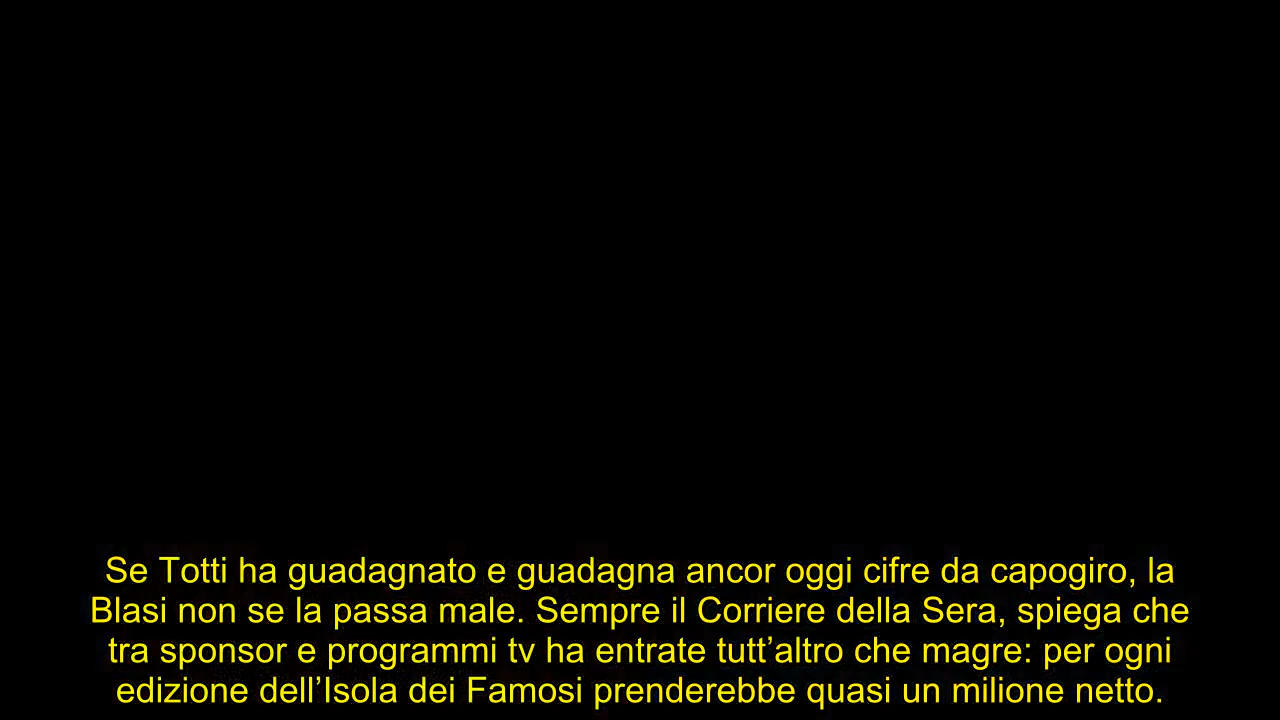 Se Totti ha guadagnato e guadagna ancor oggi cifre da capogiro, la
Blasi non se la passa male. Sempre il Corriere della Sera, spiega che
tra sponsor e programmi tv ha entrate tutt’altro che magre: per ogni
edizione dell’Isola dei Famosi prenderebbe quasi un milione netto.